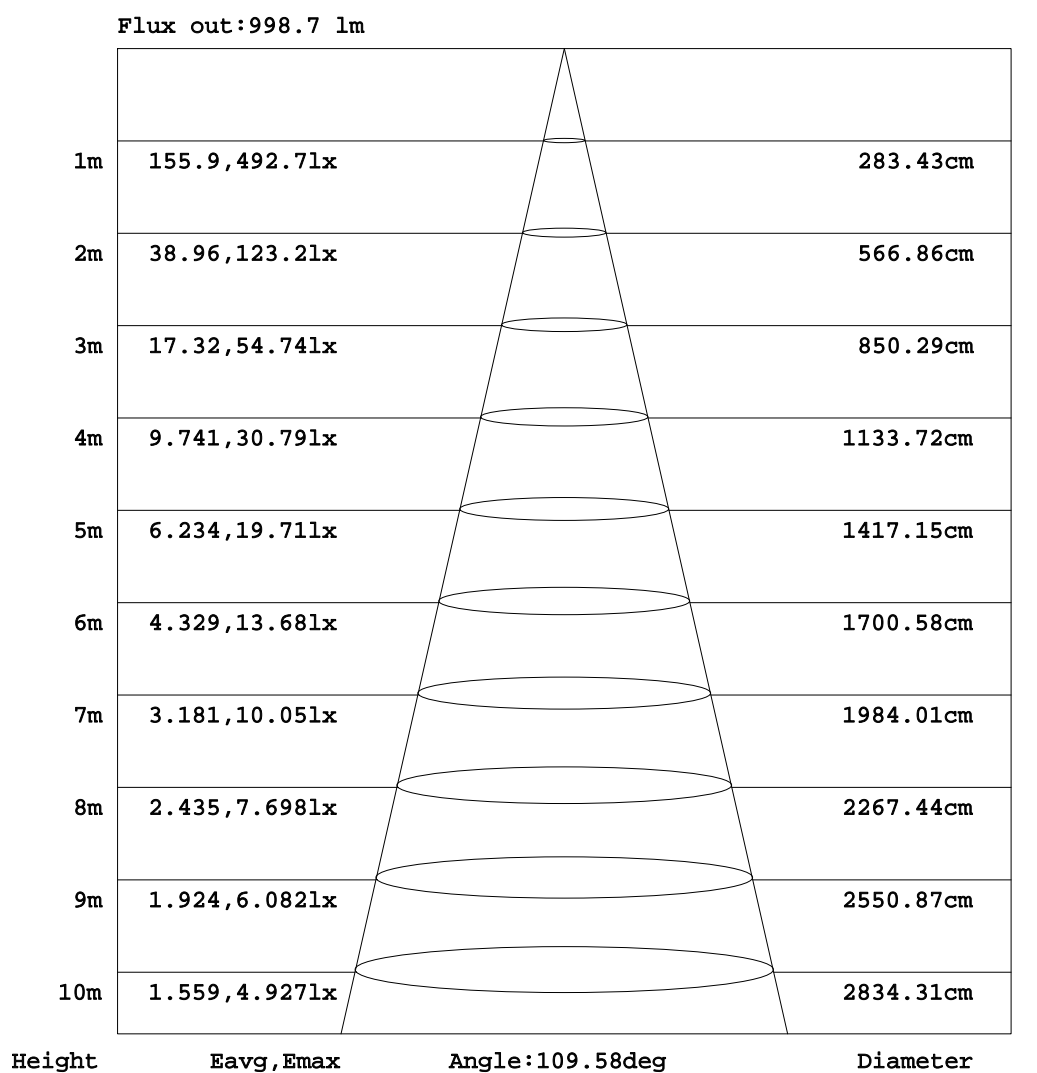 Flux out:998.7 lm
1m 155.9,492.7lx 283.43cm
2m 38.96,123.2lx 566.86cm
3m 17.32,54.74lx 850.29cm
4m 9.741,30.79lx 1133.72cm
5m 6.234,19.71lx 1417.15cm
6m 4.329,13.68lx 1700.58cm
7m 3.181,10.05lx 1984.01cm
8m 2.435,7.698lx 2267.44cm
9m 1.924,6.082lx 2550.87cm
10m 1.559,4.927lx 2834.31cm
Height Eavg,Emax Angle:109.58deg Diameter